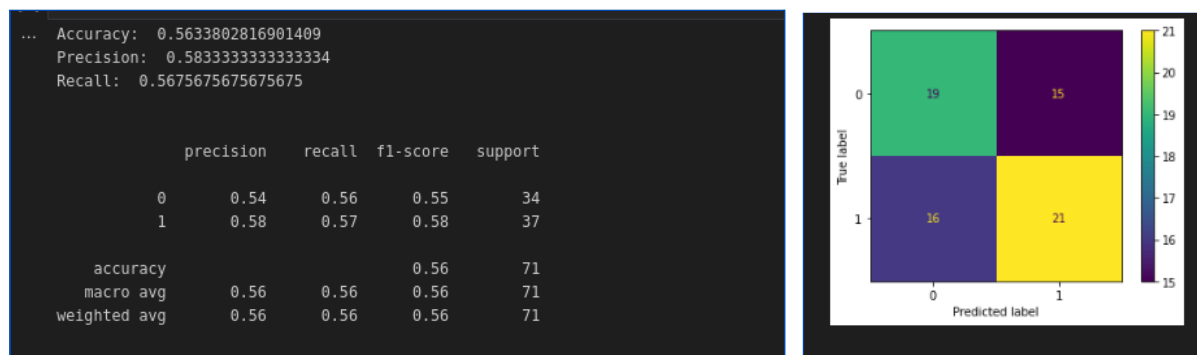 ... Accuracy:  0.5633802816901409
Precision:  0.5833333333333334
Recall:  0.5675675675675675
precision    recall  f1-score   support
0       0.54      0.56      0.55        34
1       0.58      0.57      0.58        37
accuracy                           0.56        71
macro avg       0.56      0.56      0.56        71
weighted avg       0.56      0.56      0.56        71
True label
0
1
19 15
16 21
0 1
Predicted label
21
20
19
18
17
16
15